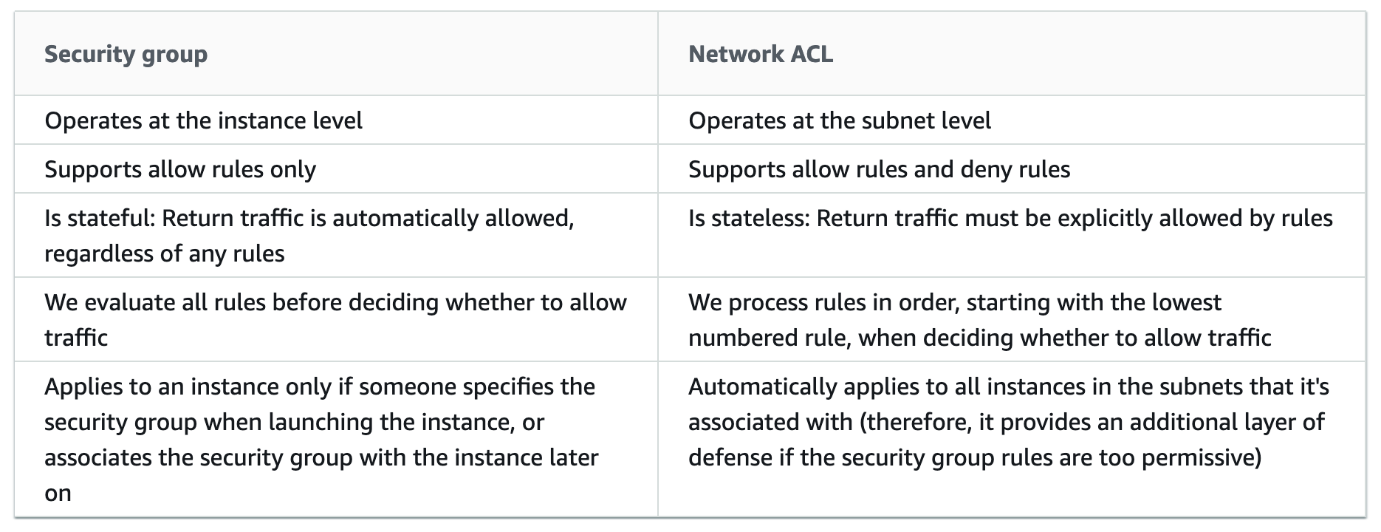 Security group
Network ACL
Operates at the instance level
Operates at the subnet level
Supports allow rules only
Supports allow rules and deny rules
Is stateful: Return traffic is automatically allowed,
regardless of any rules
Is stateless: Return traffic must be explicitly allowed by rules
We evaluate all rules before deciding whether to allow
traffic
We process rules in order, starting with the lowest
numbered rule, when deciding whether to allow traffic
Applies to an instance only if someone specifies the
security group when launching the instance, or
associates the security group with the instance later
on
Automatically applies to all instances in the subnets that it's
associated with (therefore, it provides an additional layer of
defense if the security group rules are too permissive)